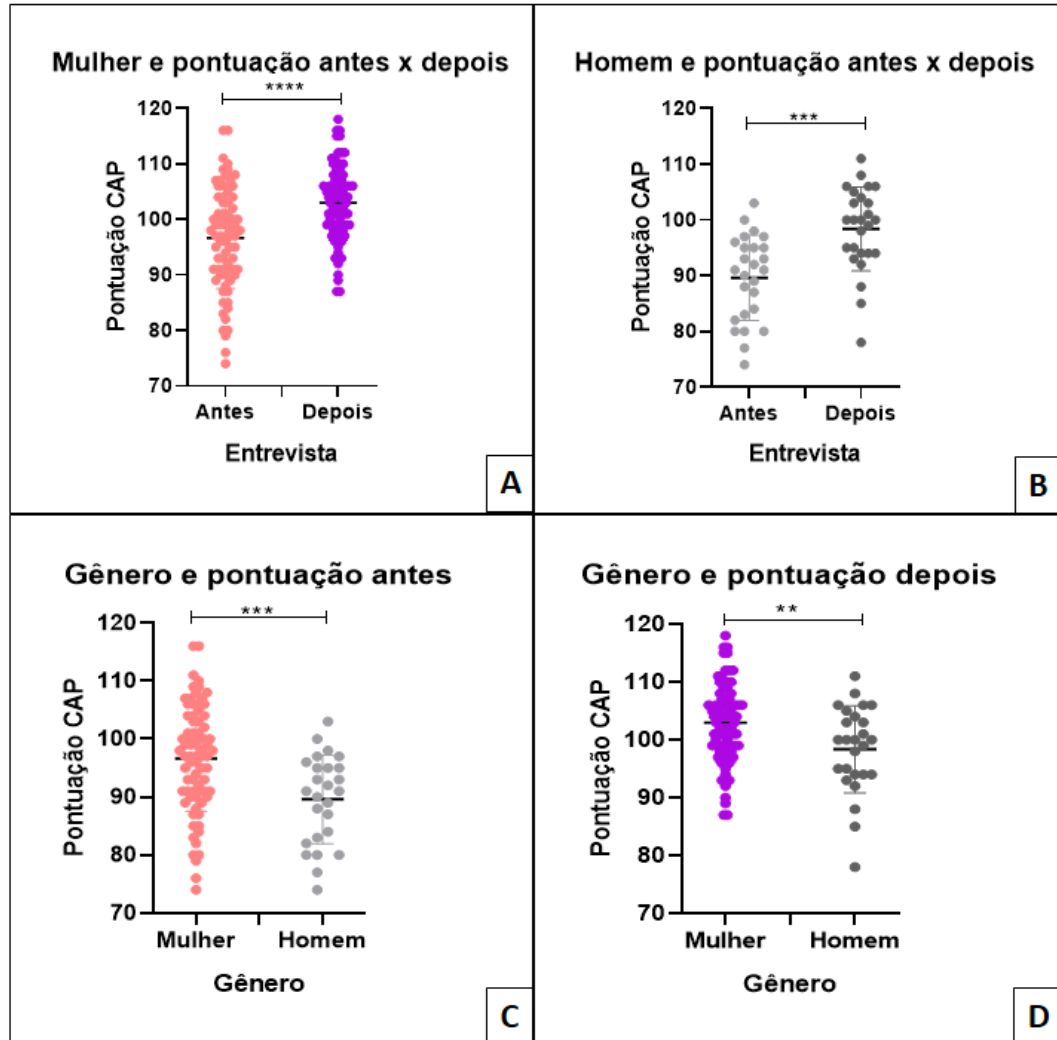 Mulher e pontuação antes x depois
****
120
110
100
90
80
70
Pontuação CAP
Antes
Depois
Entrevista
A
Homem e pontuação antes x depois
***
120
110
100
90
80
70
Pontuação CAP
Antes
Depois
Entrevista
B
Gênero e pontuação antes
***
120
110
100
90
80
70
Pontuação CAP
Mulher
Homem
Gênero
C
Gênero e pontuação depois
**
120
110
100
90
80
70
Pontuação CAP
Mulher
Homem
Gênero
D